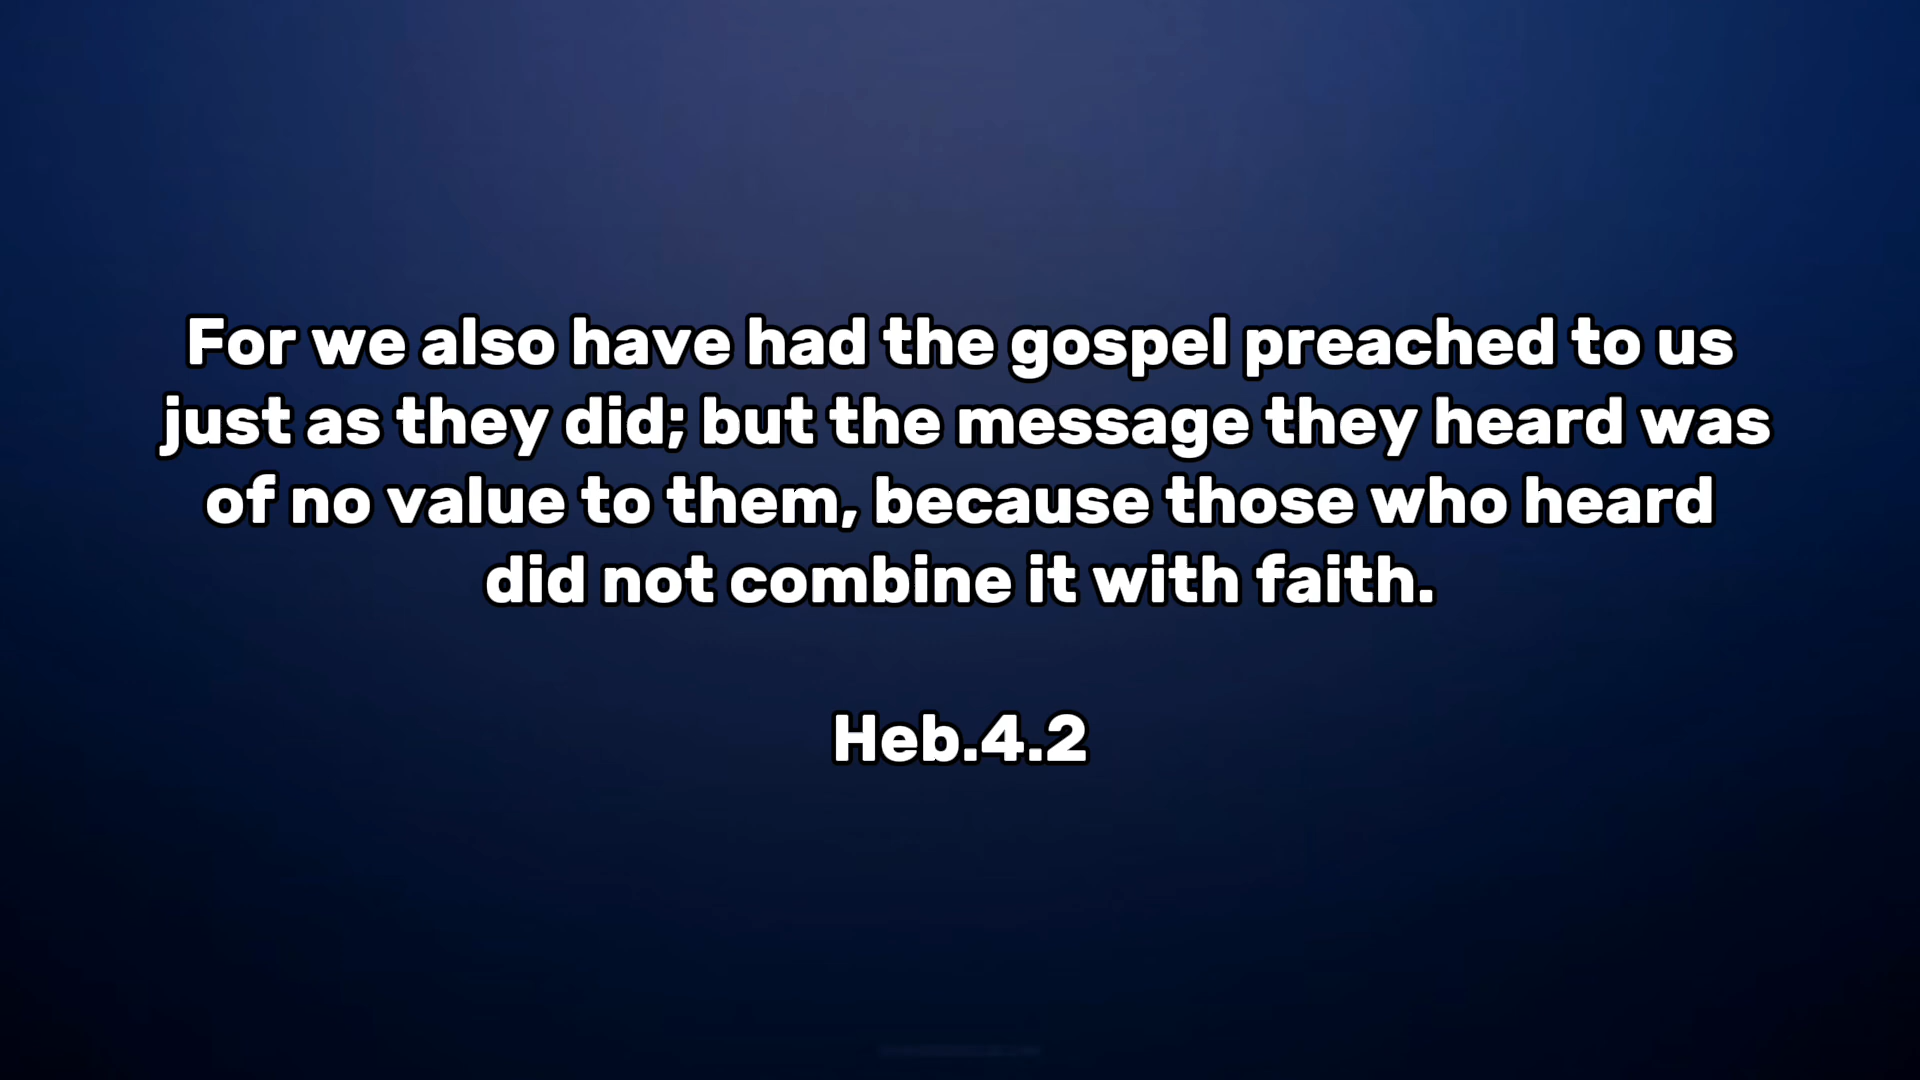 For we also have had the gospel preached to us
just as they did; but the message they heard was
of no value to them, because those who heard
did not combine it with faith.
Heb.4.2